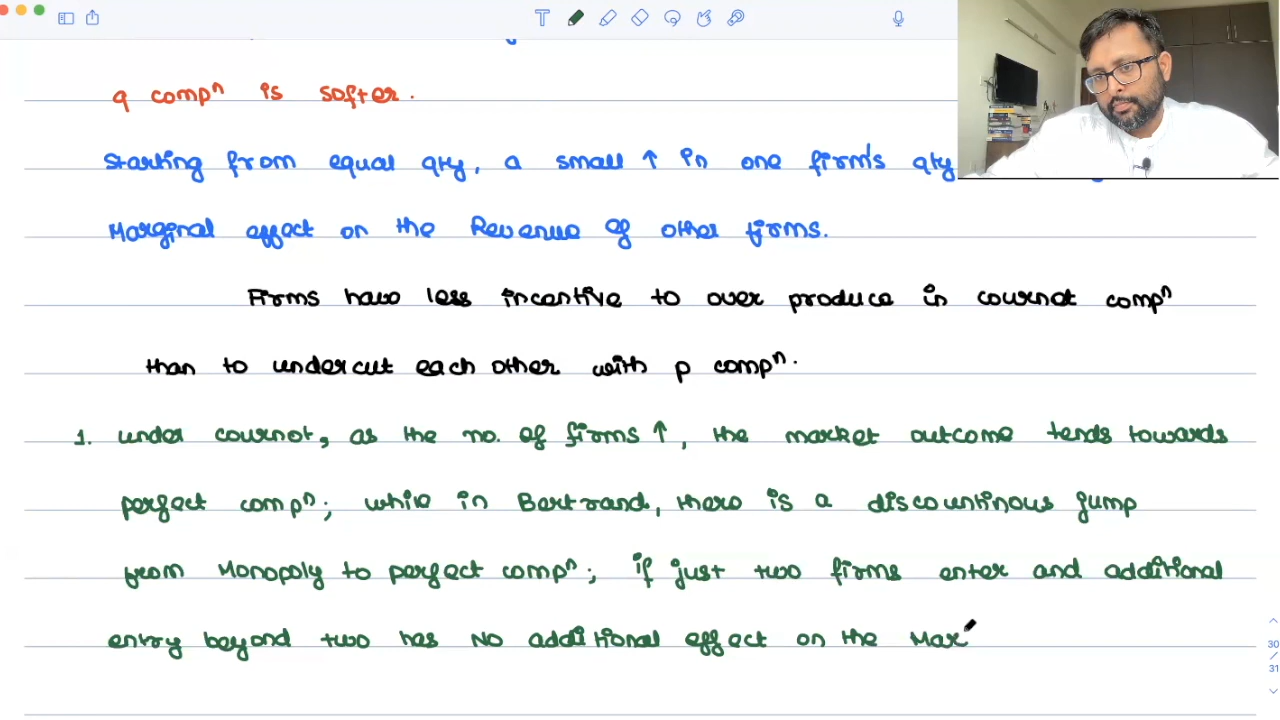 q compⁿ is softer.
Starting from equal qty, a small ↑ in one firm's qty
Marginal effect on the Revenue of other firms.
Firms have less incentive to over produce in cournot compⁿ
than to undercut each other with p compⁿ.
1. under cournot, as the no. of firms ↑, the market outcome tends towards
perfect compⁿ; while in Bertrand, there is a discountinous jump
from Monopoly to perfect compⁿ; if just two firms enter and additional
entry beyond two has No additional effect on the Mar
30
/
31